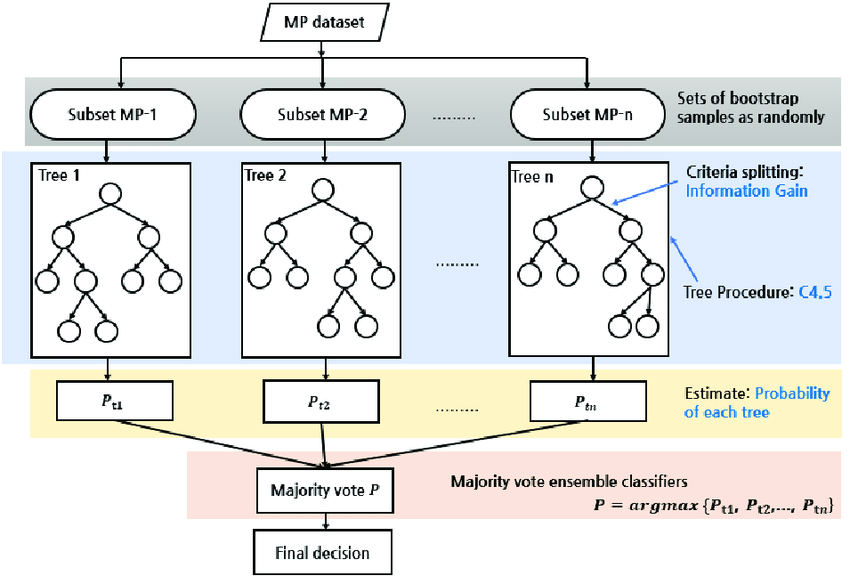 MP dataset
Subset MP-1
Subset MP-2
.........
Subset MP-n
Sets of bootstrap
samples as randomly
Tree 1
Tree 2
Tree n
Criteria splitting:
Information Gain
.........
Tree Procedure: C4.5
Pt1
Pt2
.........
Ptn
Estimate: Probability
of each tree
Majority vote P
Majority vote ensemble classifiers
P = argmax {Pt1, Pt2,..., Ptn}
Final decision